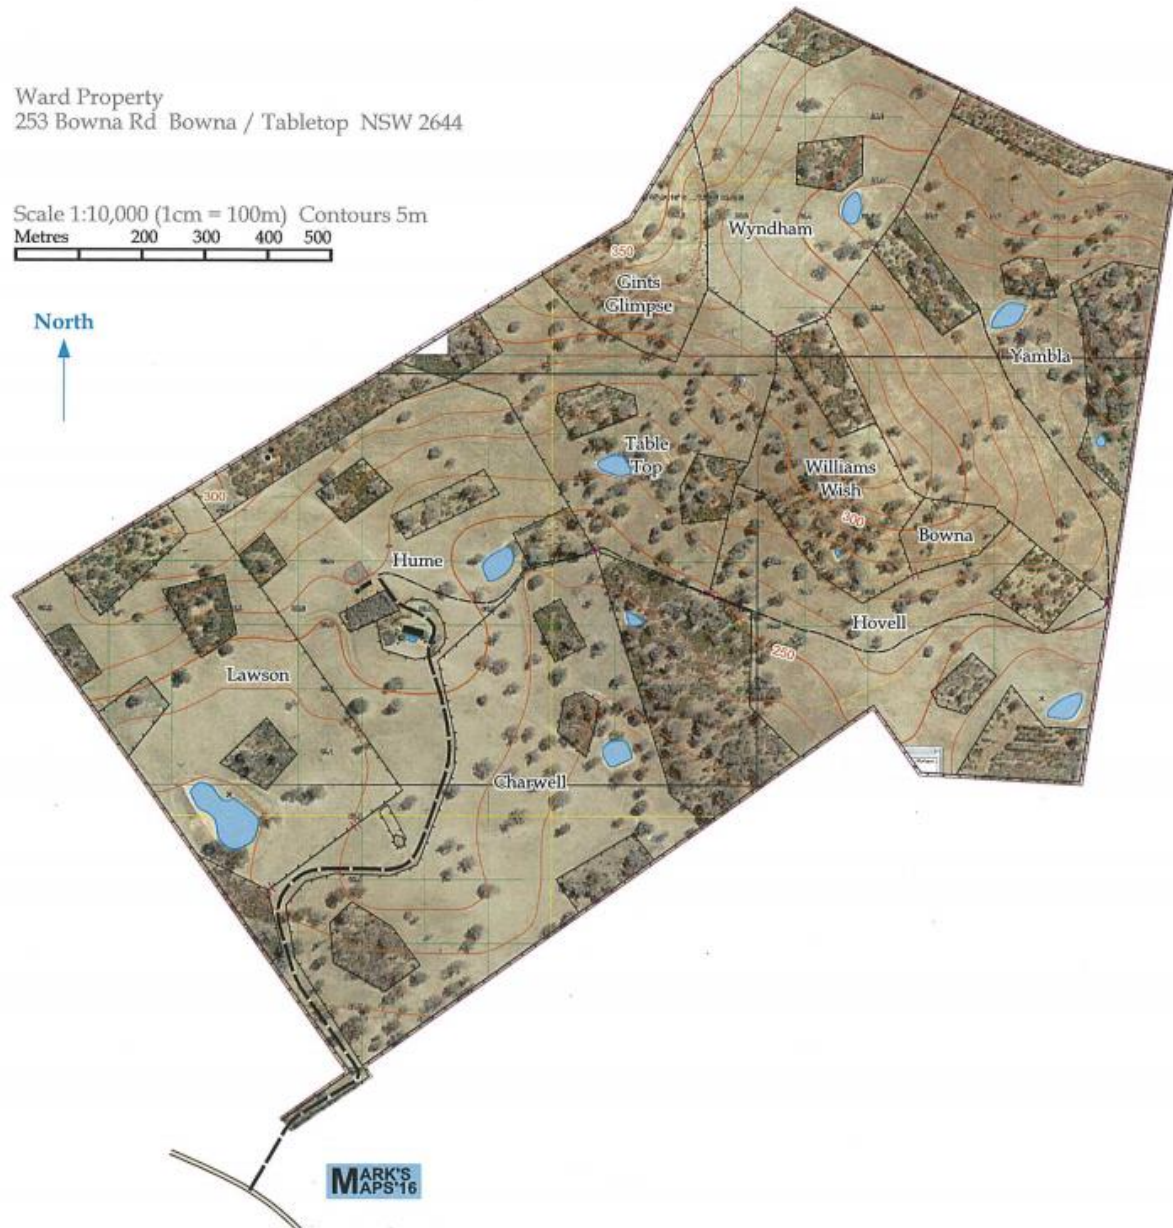 Ward Property
253 Bowna Rd Bowna / Tabletop NSW 2644
Scale 1:10,000 (1cm = 100m) Contours 5m
Metres 200 300 400 500
North
Wyndham
350
Gints
Glimpse
Yambla
Table
Top
Williams
Wish
300
300
Bowna
Hume
Hovell
250
Lawson
Charwell
MARK'S
MAPS'16